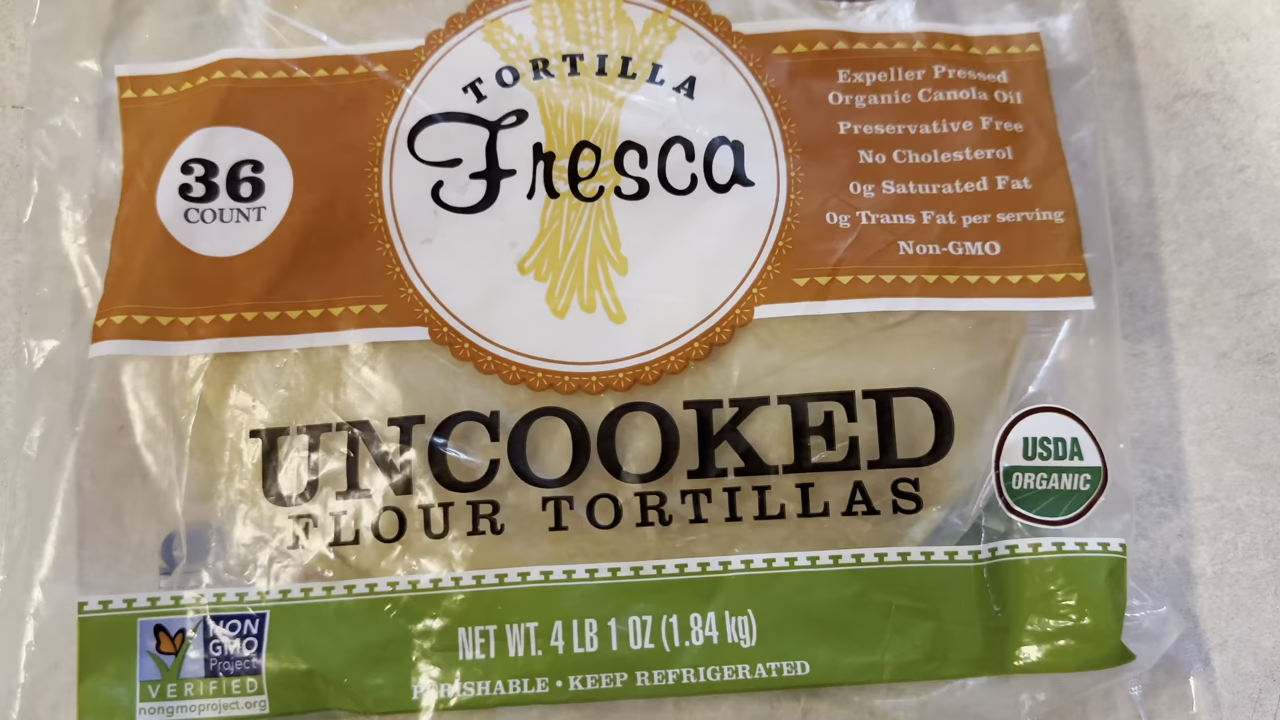 TORTILLA
Fresca
36
COUNT
Expeller Pressed
Organic Canola Oil
Preservative Free
No Cholesterol
0g Saturated Fat
0g Trans Fat per serving
Non-GMO
UNCOOKED
FLOUR TORTILLAS
USDA
ORGANIC
NON
GMO
Project
VERIFIED
nongmoproject.org
NET WT. 4 LB 1 OZ (1.84 kg)
PERISHABLE • KEEP REFRIGERATED